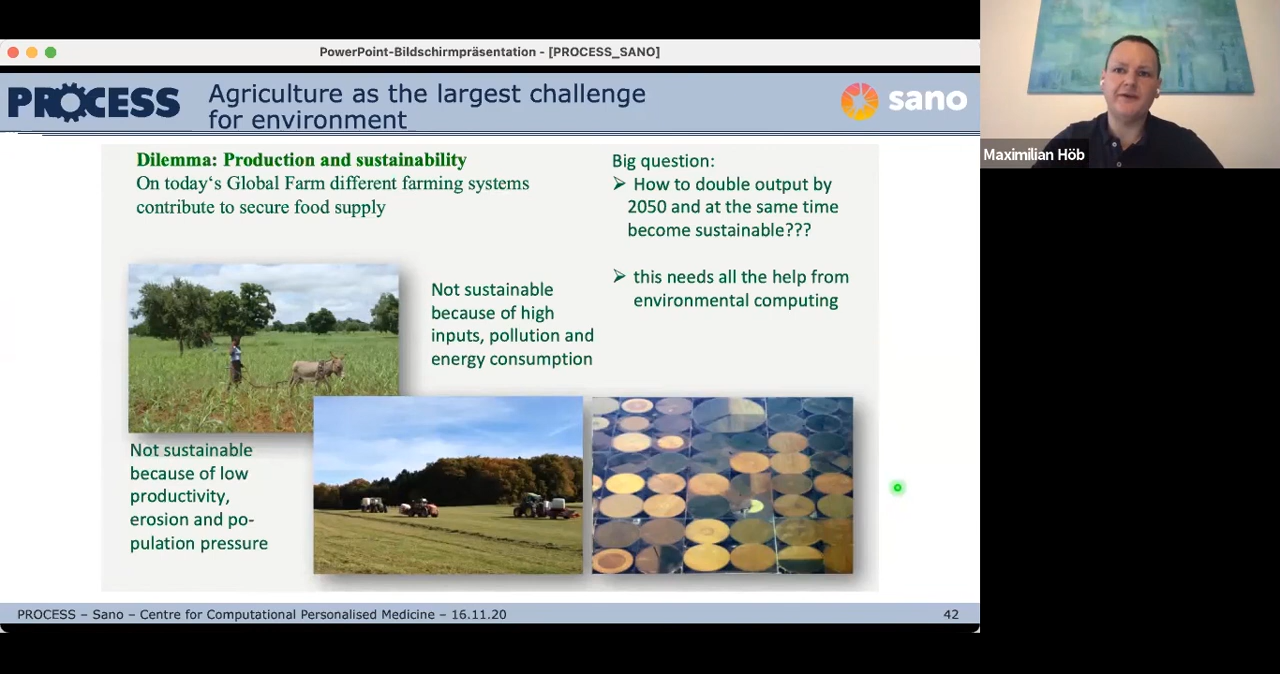 PowerPoint-Bildschirmpräsentation - [PROCESS_SANO]
PROCESS
Agriculture as the largest challenge
for environment
sano
Maximilian Höb
Dilemma: Production and sustainability
On today‘s Global Farm different farming systems
contribute to secure food supply
Big question:
How to double output by
2050 and at the same time
become sustainable???
this needs all the help from
environmental computing
Not sustainable
because of high
inputs, pollution and
energy consumption
Not sustainable
because of low
productivity,
erosion and po-
pulation pressure
PROCESS – Sano – Centre for Computational Personalised Medicine – 16.11.20
42